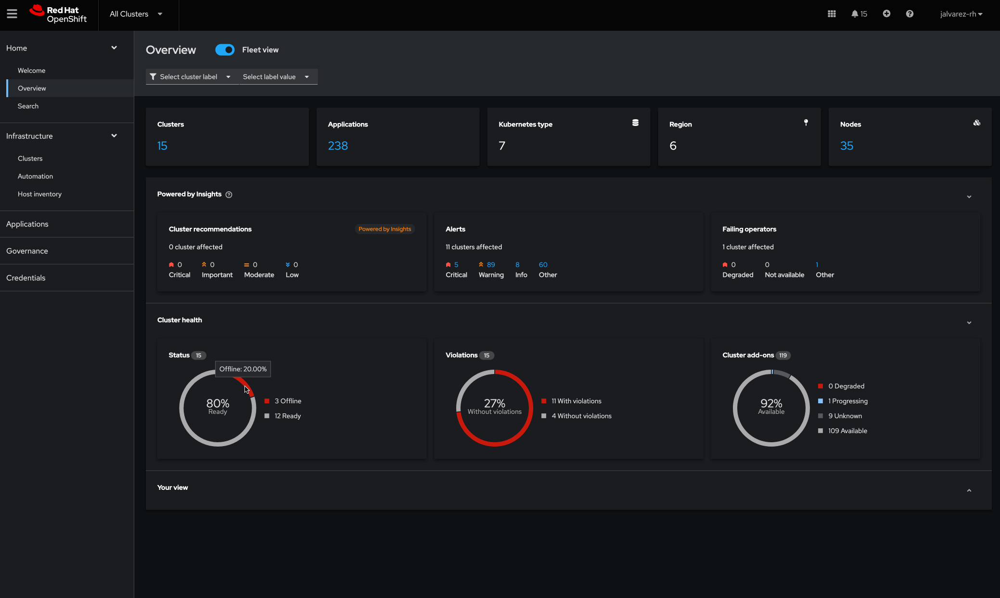 Red Hat
OpenShift
All Clusters
15
jalvarez-rh
Home
Welcome
Overview
Search
Infrastructure
Clusters
Automation
Host inventory
Applications
Governance
Credentials
Overview
Fleet view
Select cluster label
Select label value
Clusters
15
Applications
238
Kubernetes type
7
Region
6
Nodes
35
Powered by Insights
Cluster recommendations
Powered by Insights
0 cluster affected
0 0 0 0
Critical Important Moderate Low
Alerts
11 clusters affected
5 89 8 60
Critical Warning Info Other
Failing operators
1 cluster affected
0 0 1
Degraded Not available Other
Cluster health
Status 15
Offline: 20.00%
80%
Ready
3 Offline
12 Ready
Violations 15
27%
Without violations
11 With violations
4 Without violations
Cluster add-ons 119
92%
Available
0 Degraded
1 Progressing
9 Unknown
109 Available
Your view